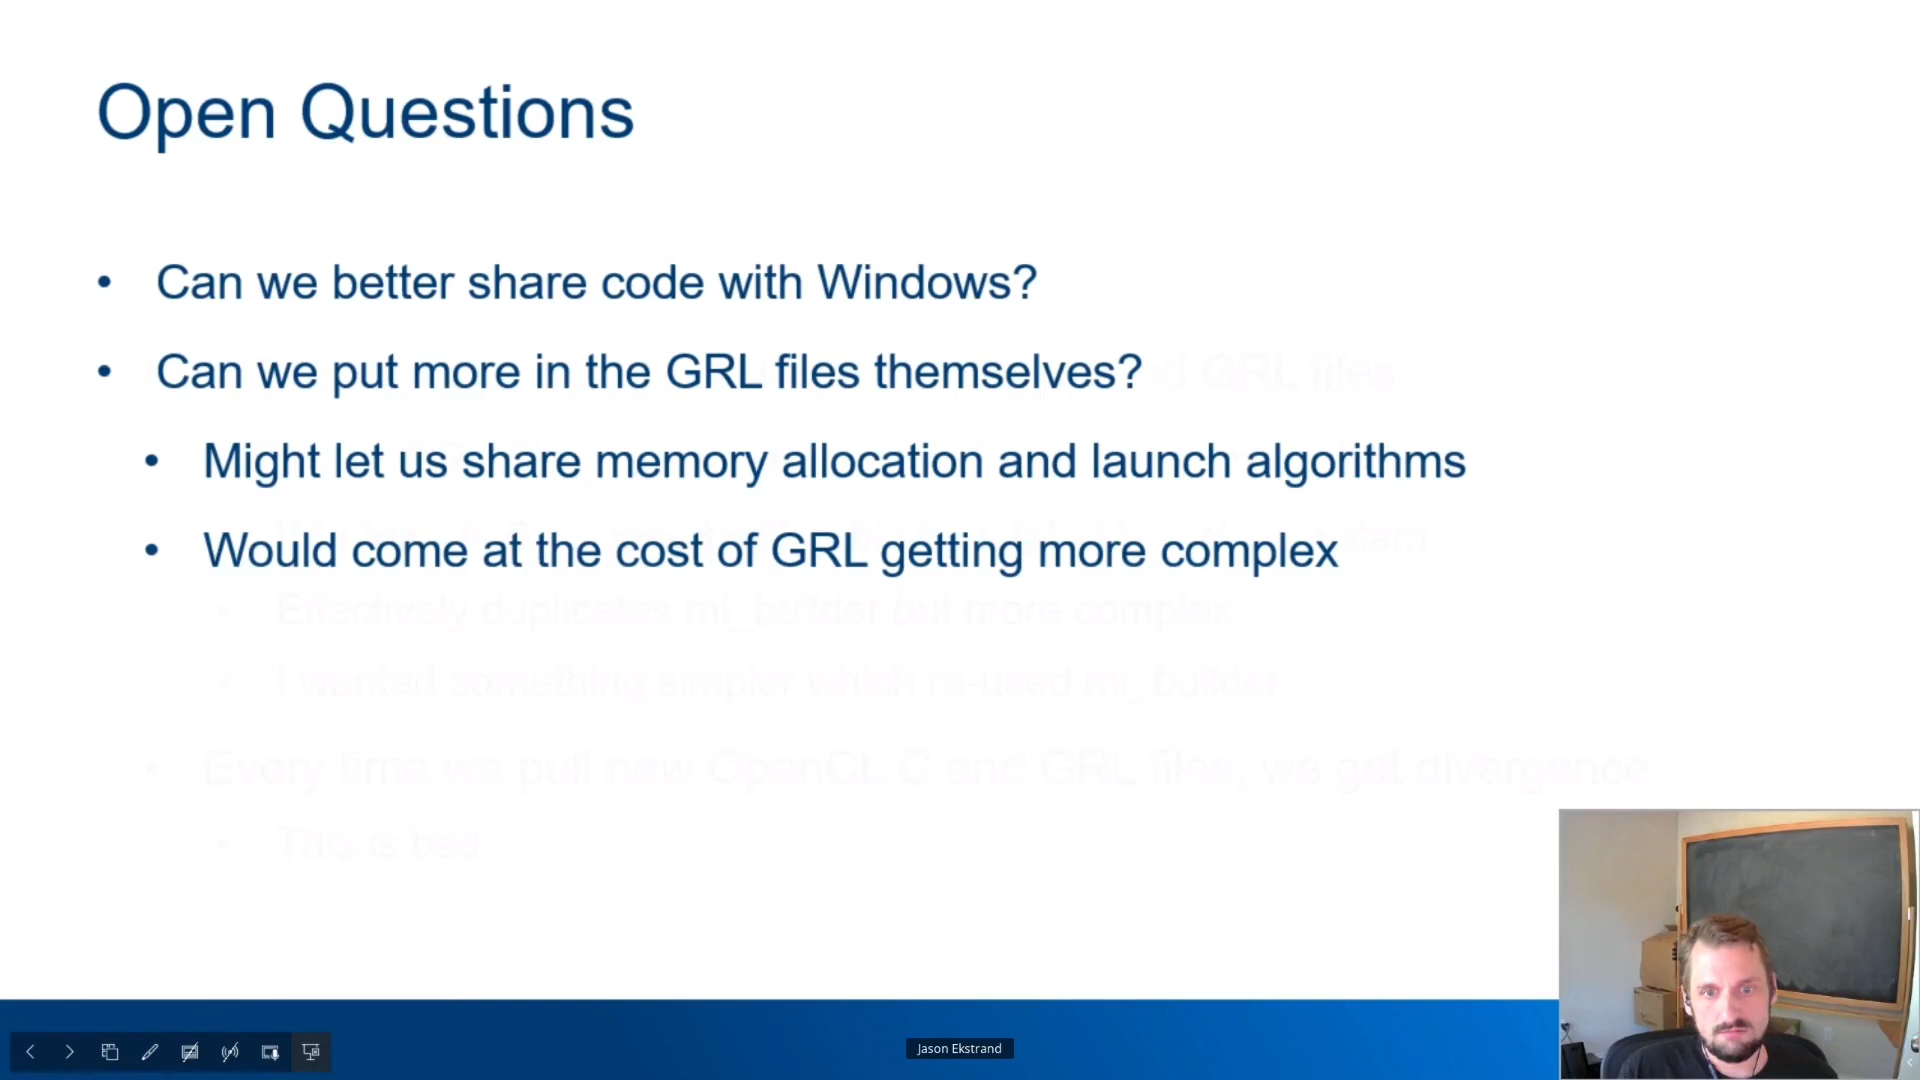 Open Questions
• Can we better share code with Windows?
• Can we put more in the GRL files themselves?
GRL files
• Might let us share memory allocation and launch algorithms
• Would come at the cost of GRL getting more complex
• Effectively duplicates mi_builder but more complex
• I wanted something simpler which re-used mi_builder
• Every time we pull new OpenCL C and GRL files, we get divergence
• This is bad.
Jason Ekstrand